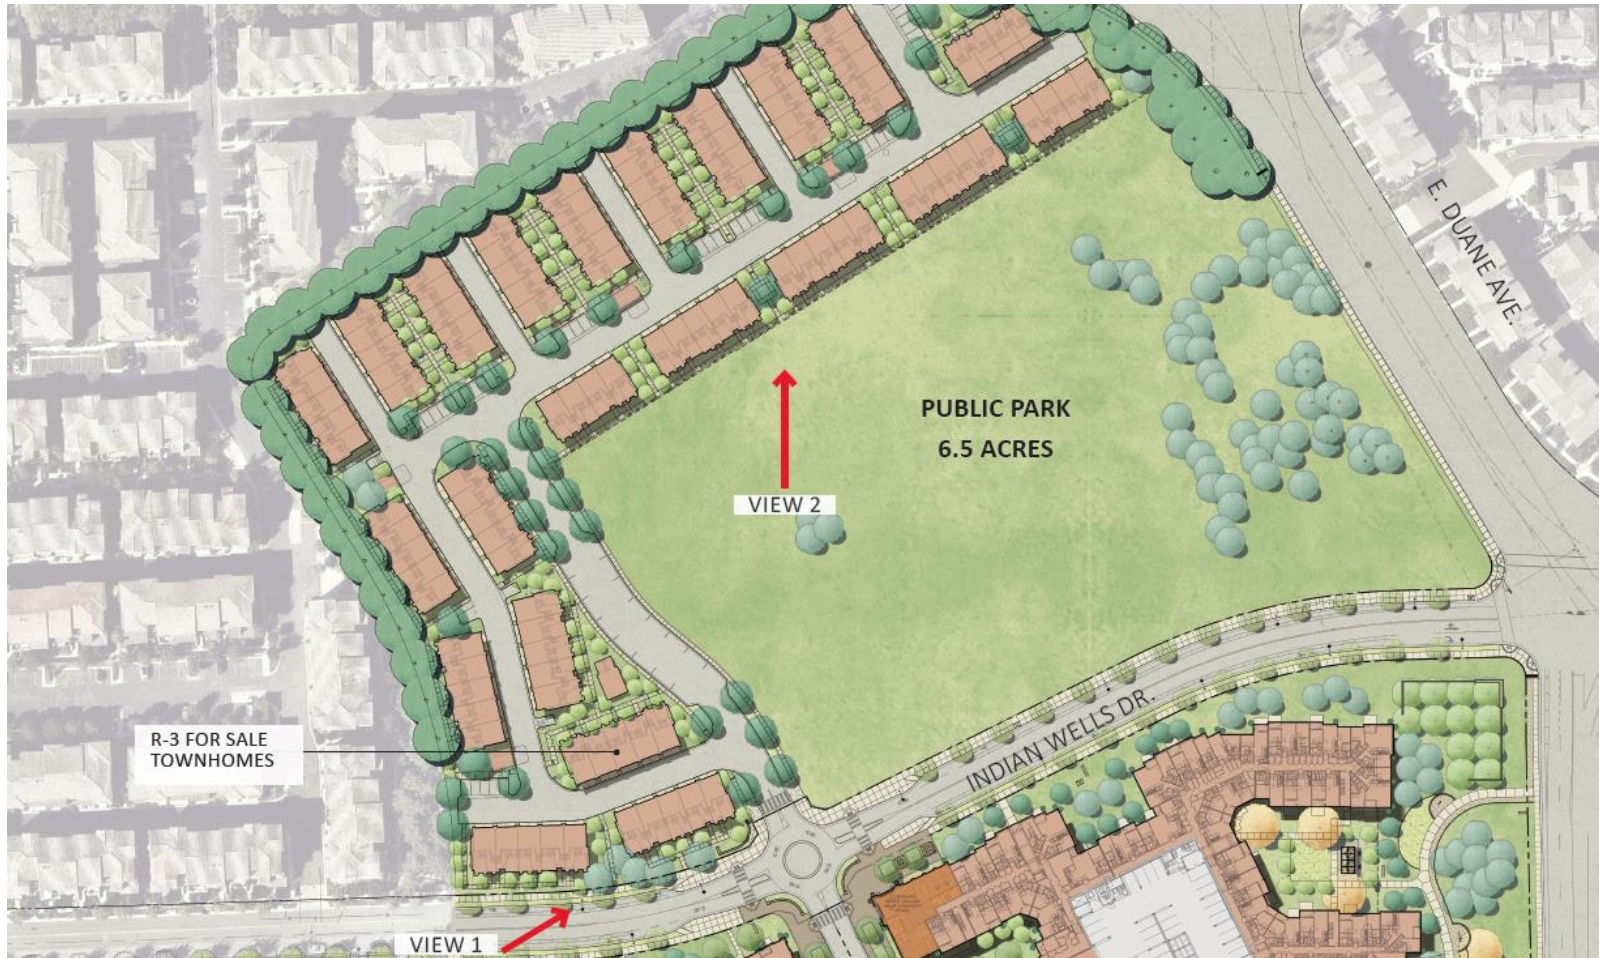 E. DUANE AVE.
PUBLIC PARK
6.5 ACRES
VIEW 2
INDIAN WELLS DR.
R-3 FOR SALE
TOWNHOMES
VIEW 1